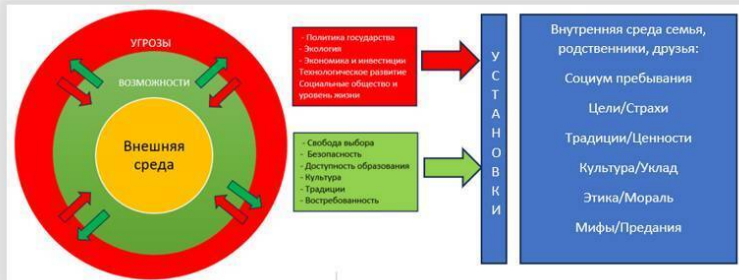 УГРОЗЫ
ВОЗМОЖНОСТИ
Внешняя
среда
- Политика государства
- Экология
- Экономика и инвестиции
Технологическое развитие
Социальные общество и
уровень жизни
- Свобода выбора
- Безопасность
- Доступность образования
- Культура
- Традиции
- Востребованность
УСТАНОВКИ
Внутренняя среда семья,
родственники, друзья:
Социум пребывания
Цели/Страхи
Традиции/Ценности
Культура/Уклад
Этика/Мораль
Мифы/Предания